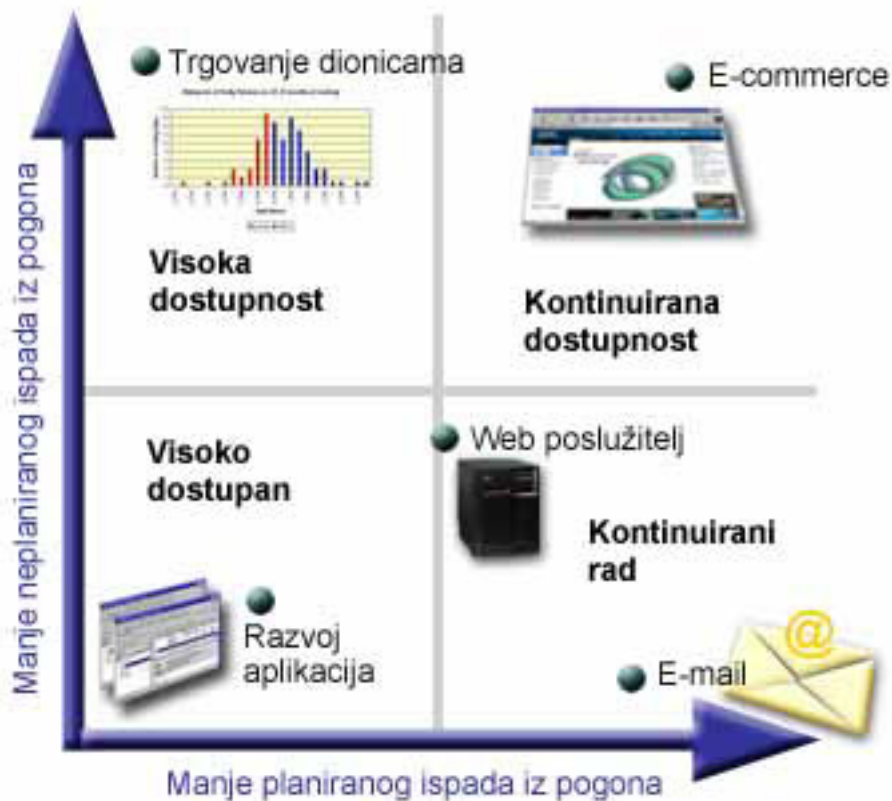 Trgovanje dionicama
E-commerce
Visoka
dostupnost
Kontinuirana
dostupnost
Manje neplaniranog ispada iz pogona
Visoko
dostupan
Web poslužitelj
Kontinuirani
rad
Razvoj
aplikacija
@
E-mail
Manje planiranog ispada iz pogona